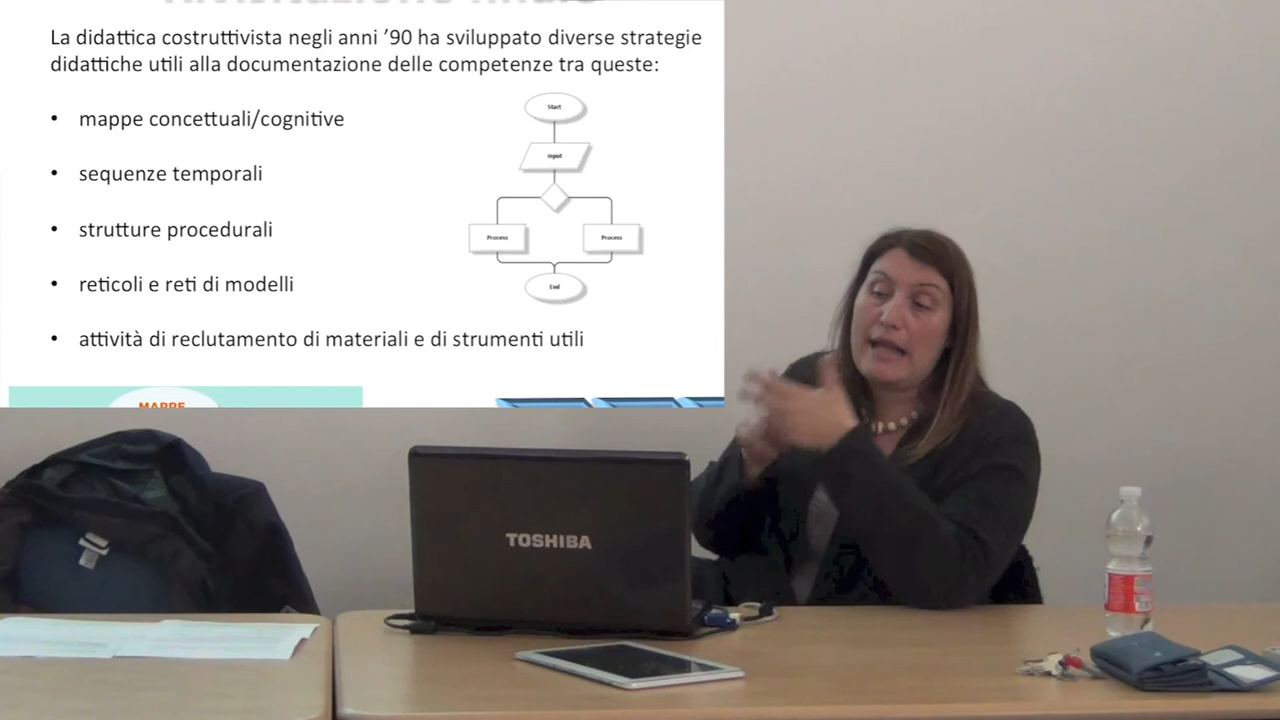 La didattica costruttivista negli anni '90 ha sviluppato diverse strategie
didattiche utili alla documentazione delle competenze tra queste:
• mappe concettuali/cognitive
• sequenze temporali
• strutture procedurali
• reticoli e reti di modelli
• attività di reclutamento di materiali e di strumenti utili
Start
Input
Process
Process
End
MAPPE
TOSHIBA